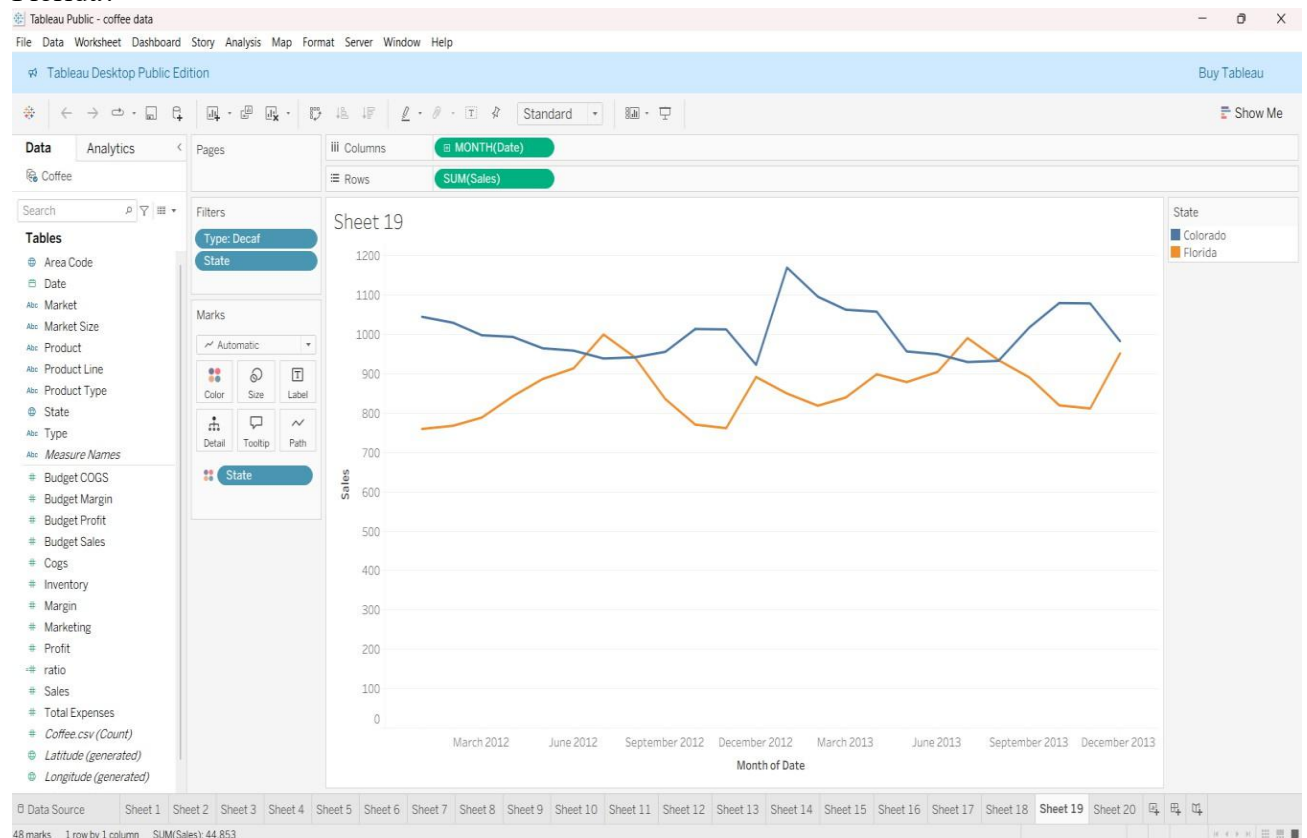 Tableau Public - coffee data
File Data Worksheet Dashboard Story Analysis Map Format Server Window Help
Tableau Desktop Public Edition
Buy Tableau
Standard
Show Me
Data Analytics
Coffee
Search
Tables
Area Code
Date
Abc Market
Abc Market Size
Abc Product
Abc Product Line
Abc Product Type
State
Abc Type
Abc Measure Names
# Budget COGS
# Budget Margin
# Budget Profit
# Budget Sales
# Cogs
# Inventory
# Margin
# Marketing
# Profit
=# ratio
# Sales
# Total Expenses
# Coffee.csv (Count)
Latitude (generated)
Longitude (generated)
Pages
Filters
Type: Decaf
State
Marks
Automatic
Color Size Label
Detail Tooltip Path
State
Columns MONTH(Date)
Rows SUM(Sales)
Sheet 19
1200
1100
1000
900
800
700
600
500
400
300
200
100
0
Sales
March 2012 June 2012 September 2012 December 2012 March 2013 June 2013 September 2013 December 2013
Month of Date
State
Colorado
Florida
Data Source Sheet 1 Sheet 2 Sheet 3 Sheet 4 Sheet 5 Sheet 6 Sheet 7 Sheet 8 Sheet 9 Sheet 10 Sheet 11 Sheet 12 Sheet 13 Sheet 14 Sheet 15 Sheet 16 Sheet 17 Sheet 18 Sheet 19 Sheet 20
48 marks 1 row by 1 column SUM(Sales): 44,853